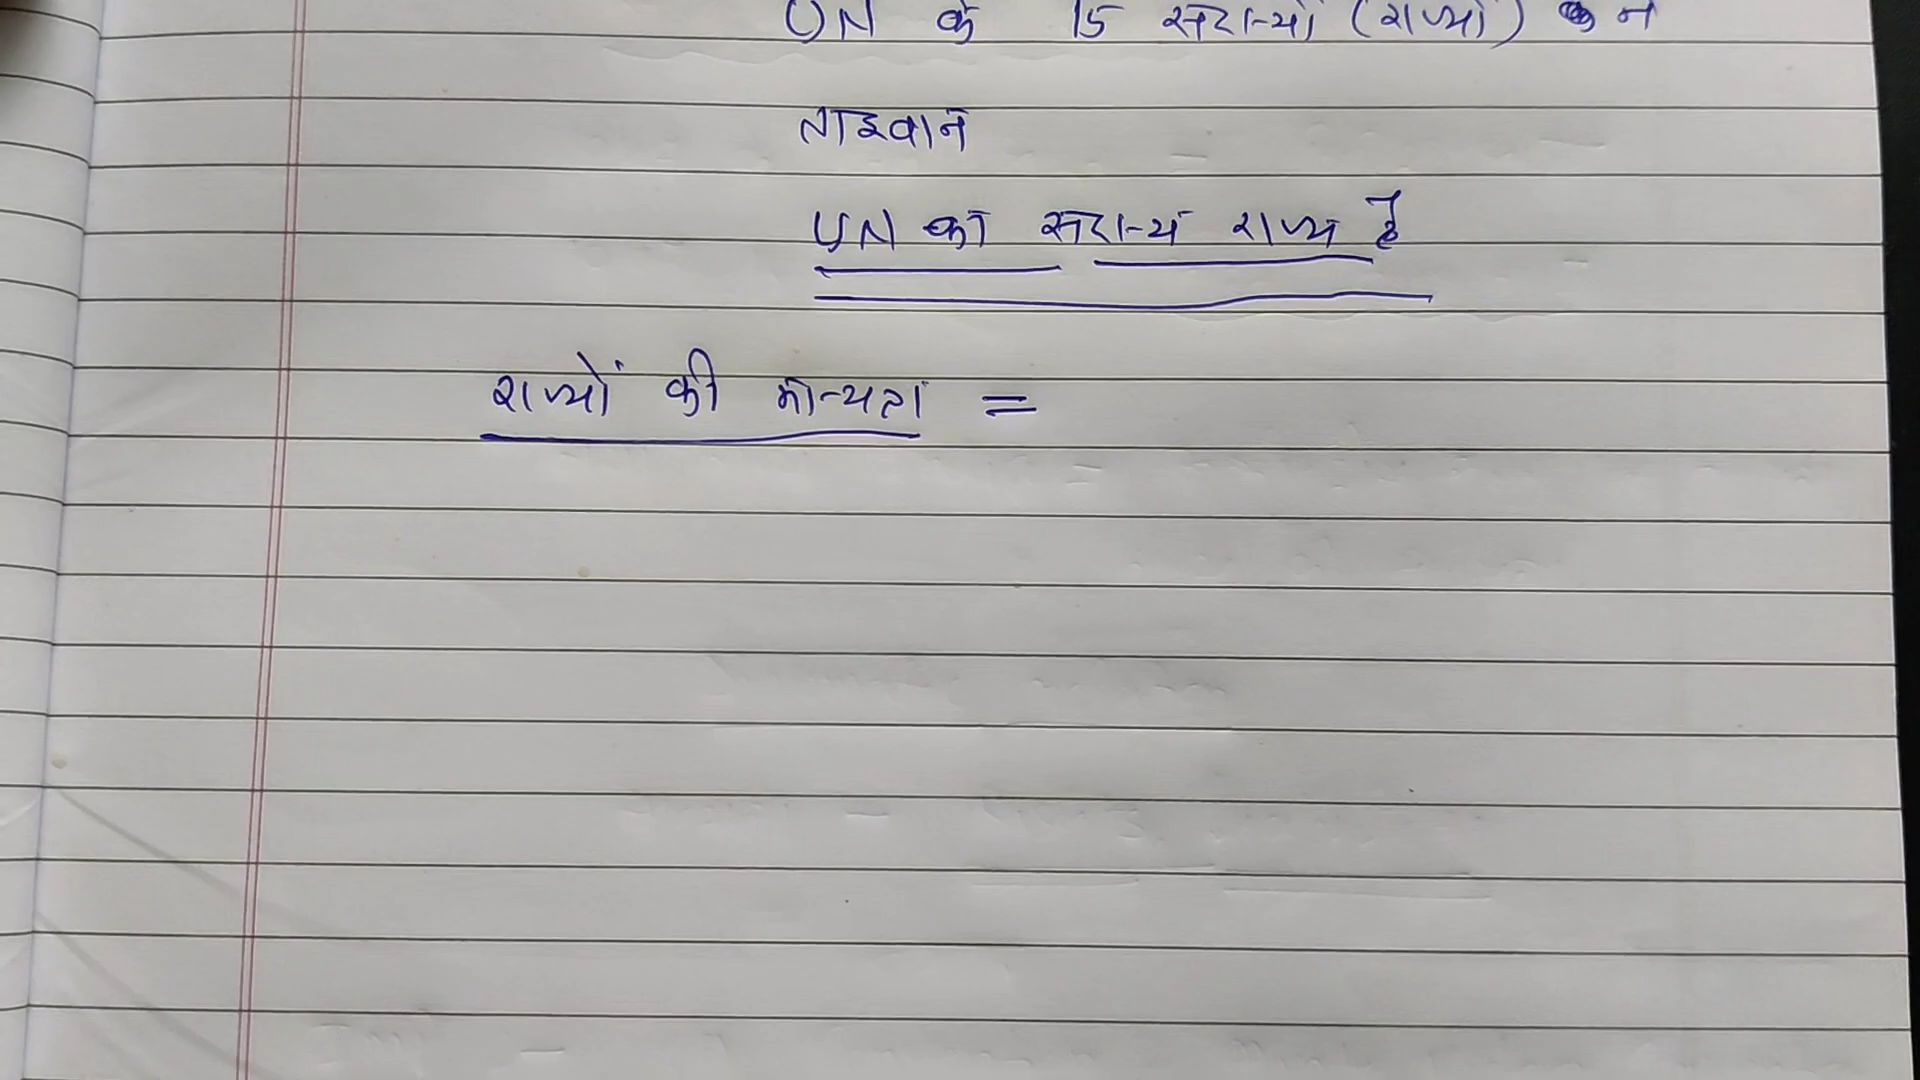 UN के 15 सदस्यों (राज्यों) ने
ताइवान
UN का सदस्य राज्य है
राज्यों की मान्यता =